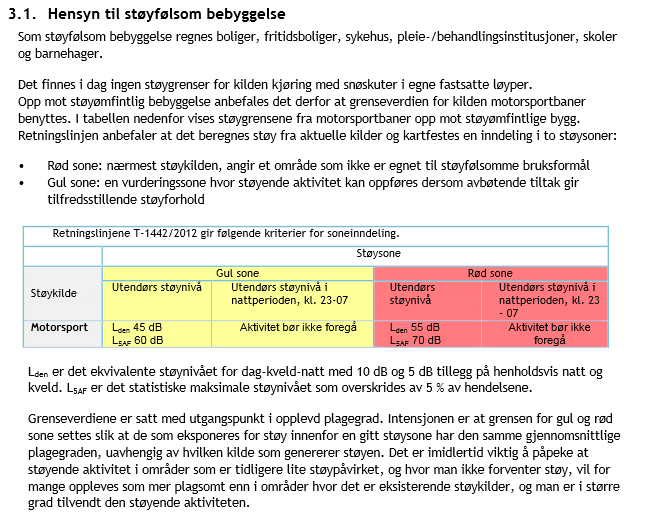 3.1. Hensyn til støyfølsom bebyggelse
Som støyfølsom bebyggelse regnes boliger, fritidsboliger, sykehus, pleie-/behandlingsinstitusjoner, skoler
og barnehager.
Det finnes i dag ingen støygrenser for kilden kjøring med snøskuter i egne fastsatte løyper.
Opp mot støyømfintlig bebyggelse anbefales det derfor at grenseverdien for kilden motorsportbaner
benyttes. I tabellen nedenfor vises støygrensene fra motorsportbaner opp mot støyømfintlige bygg.
Retningslinjen anbefaler at det beregnes støy fra aktuelle kilder og kartfestes en inndeling i to støysoner:
• Rød sone: nærmest støykilden, angir et område som ikke er egnet til støyfølsomme bruksformål
• Gul sone: en vurderingssone hvor støyende aktivitet kan oppføres dersom avbøtende tiltak gir
tilfredsstillende støyforhold
Retningslinjene T-1442/2012 gir følgende kriterier for soneinndeling.
Støysone
Støykilde
Gul sone
Rød sone
Utendørs støynivå
Utendørs støynivå i
nattperioden, kl. 23-07
Utendørs
støynivå
Utendørs støynivå i
nattperioden, kl. 23
- 07
Motorsport
Lden 45 dB
L5AF 60 dB
Aktivitet bør ikke foregå
Lden 55 dB
L5AF 70 dB
Aktivitet bør ikke
foregå
Lden er det ekvivalente støynivået for dag-kveld-natt med 10 dB og 5 dB tillegg på henholdsvis natt og
kveld. L5AF er det statistiske maksimale støynivået som overskrides av 5 % av hendelsene.
Grenseverdiene er satt med utgangspunkt i opplevd plagegrad. Intensjonen er at grensen for gul og rød
sone settes slik at de som eksponeres for støy innenfor en gitt støysone har den samme gjennomsnittlige
plagegraden, uavhengig av hvilken kilde som genererer støyen. Det er imidlertid viktig å påpeke at
støyende aktivitet i områder som er tidligere lite støypåvirket, og hvor man ikke forventer støy, vil for
mange oppleves som mer plagsomt enn i områder hvor det er eksisterende støykilder, og man er i større
grad tilvendt den støyende aktiviteten.